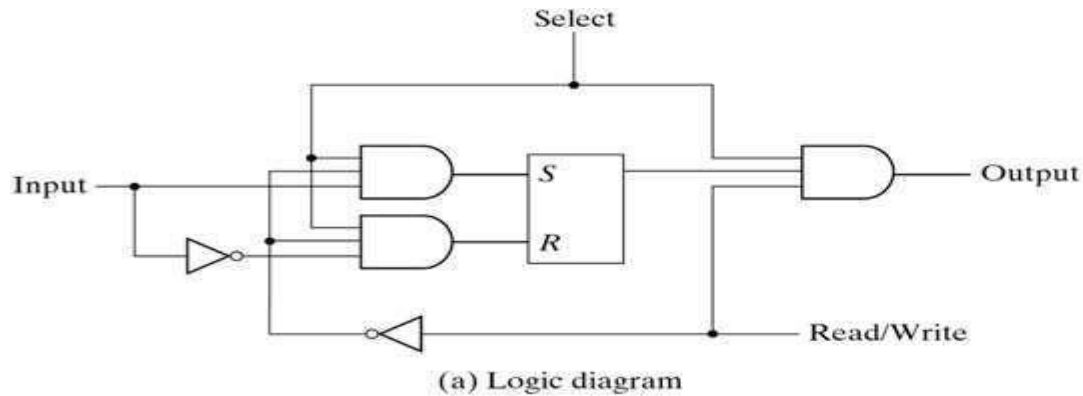 Select
Input
S
R
Output
Read/Write
(a) Logic diagram